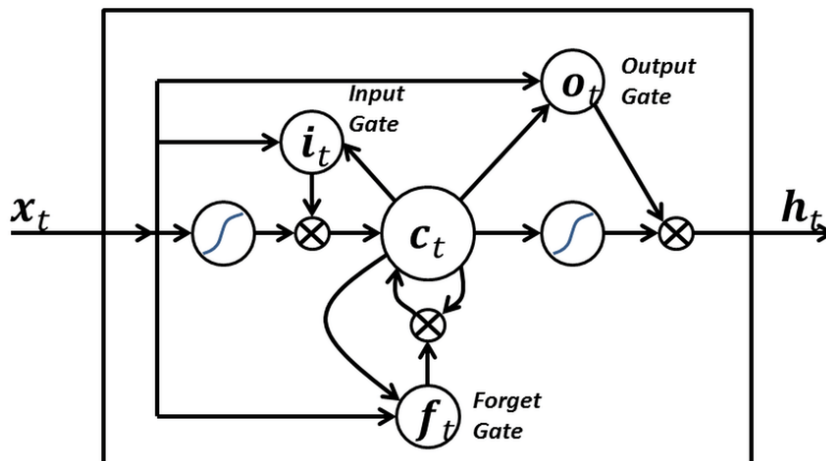 Output
Gate
o_t
Input
Gate
i_t
x_t
c_t
h_t
f_t
Forget
Gate